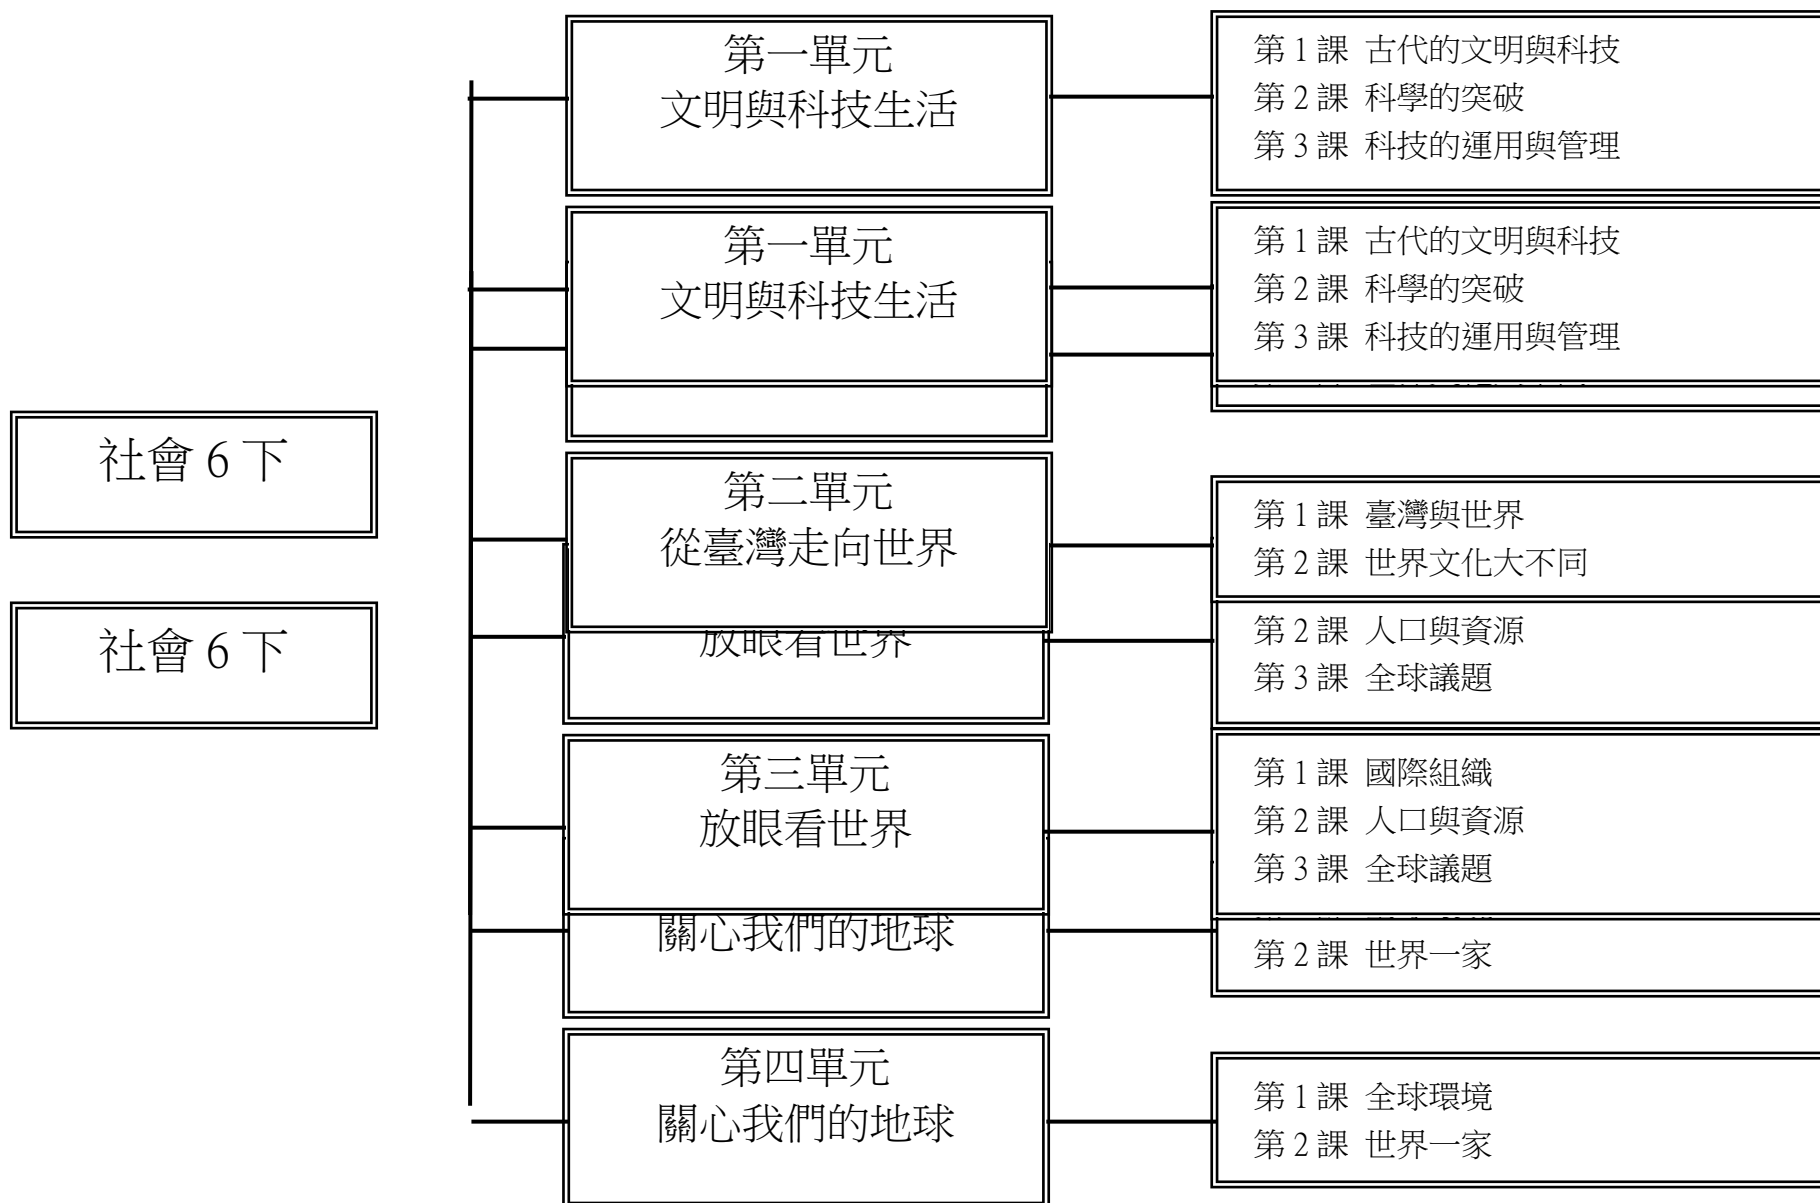 第一單元
文明與科技生活
第1課 古代的文明與科技
第2課 科學的突破
第3課 科技的運用與管理
第一單元
文明與科技生活
第1課 古代的文明與科技
第2課 科學的突破
第3課 科技的運用與管理
社會6下
第二單元
從臺灣走向世界
第1課 臺灣與世界
第2課 世界文化大不同
社會6下
放眼看世界
第2課 人口與資源
第3課 全球議題
第三單元
放眼看世界
第1課 國際組織
第2課 人口與資源
第3課 全球議題
關心我們的地球
第2課 世界一家
第四單元
關心我們的地球
第1課 全球環境
第2課 世界一家